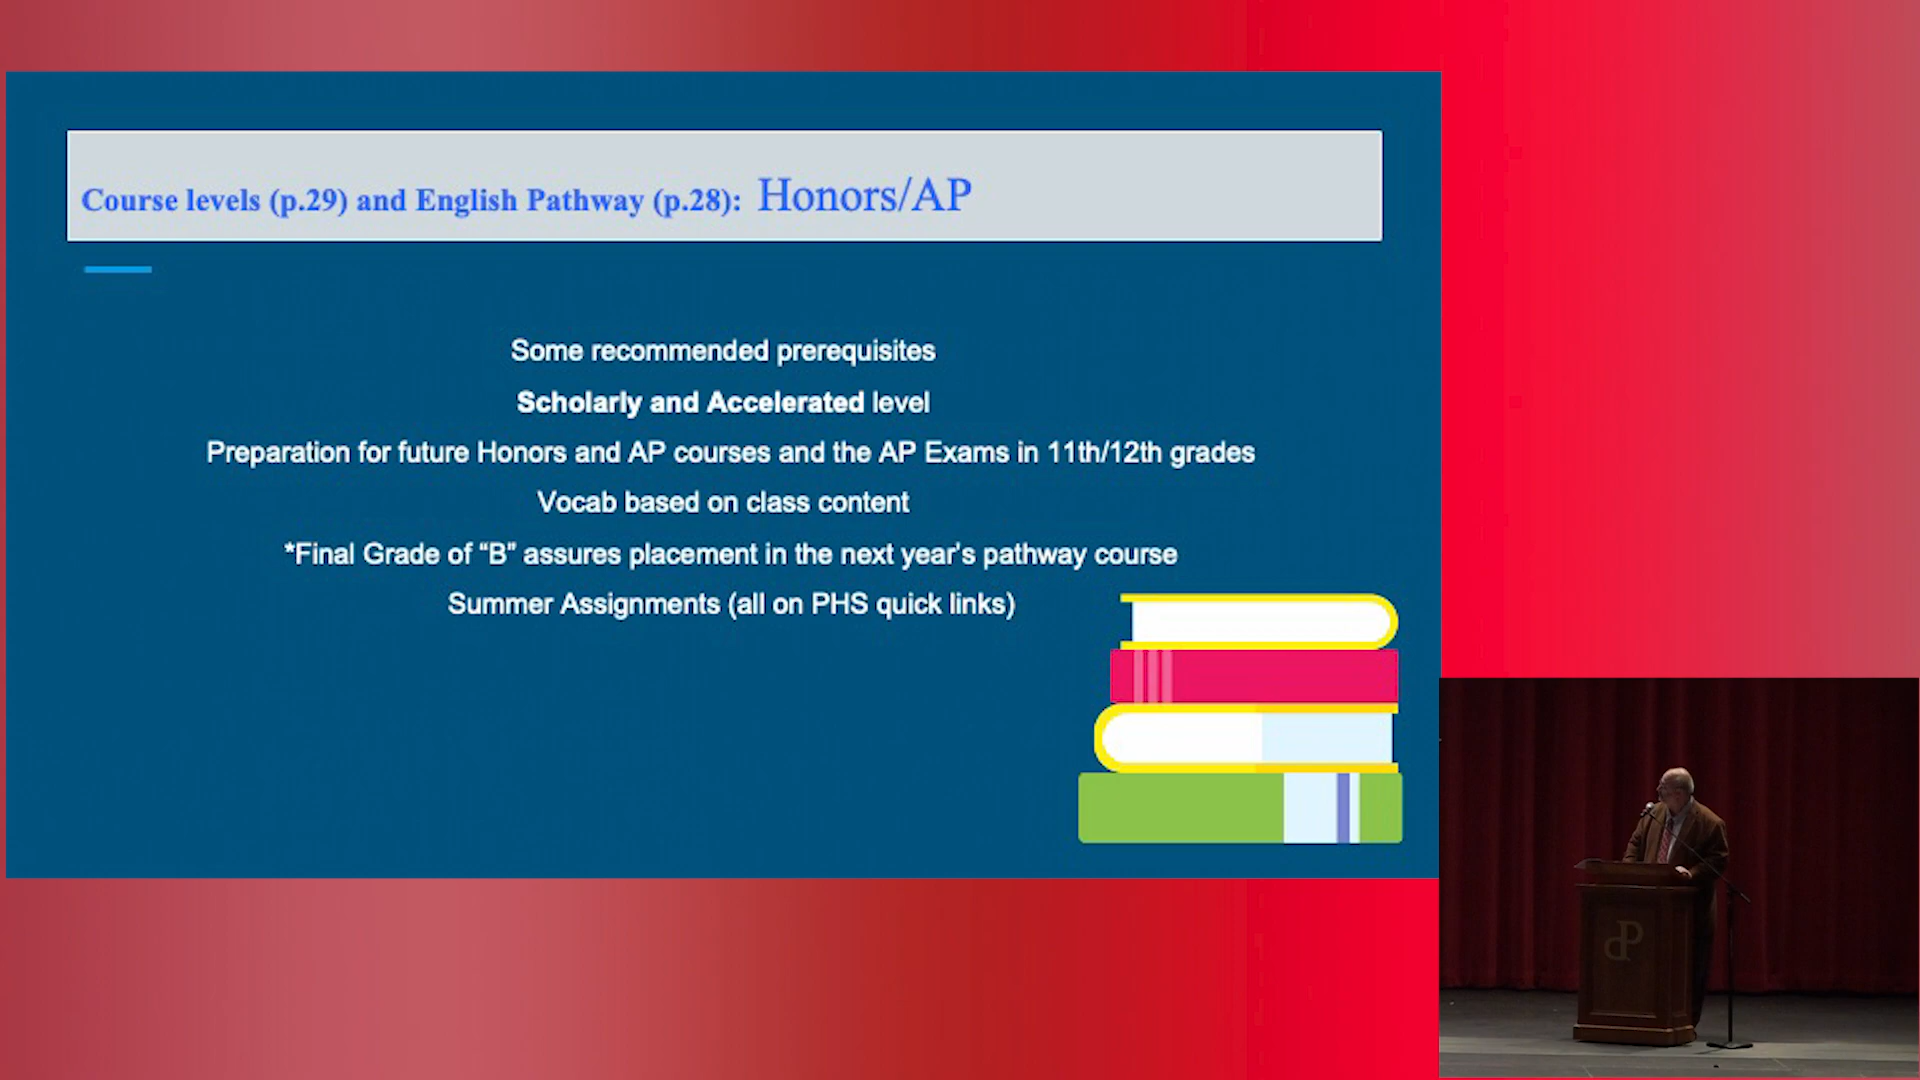 Course levels (p.29) and English Pathway (p.28): Honors/AP
Some recommended prerequisites
Scholarly and Accelerated level
Preparation for future Honors and AP courses and the AP Exams in 11th/12th grades
Vocab based on class content
*Final Grade of “B” assures placement in the next year’s pathway course
Summer Assignments (all on PHS quick links)